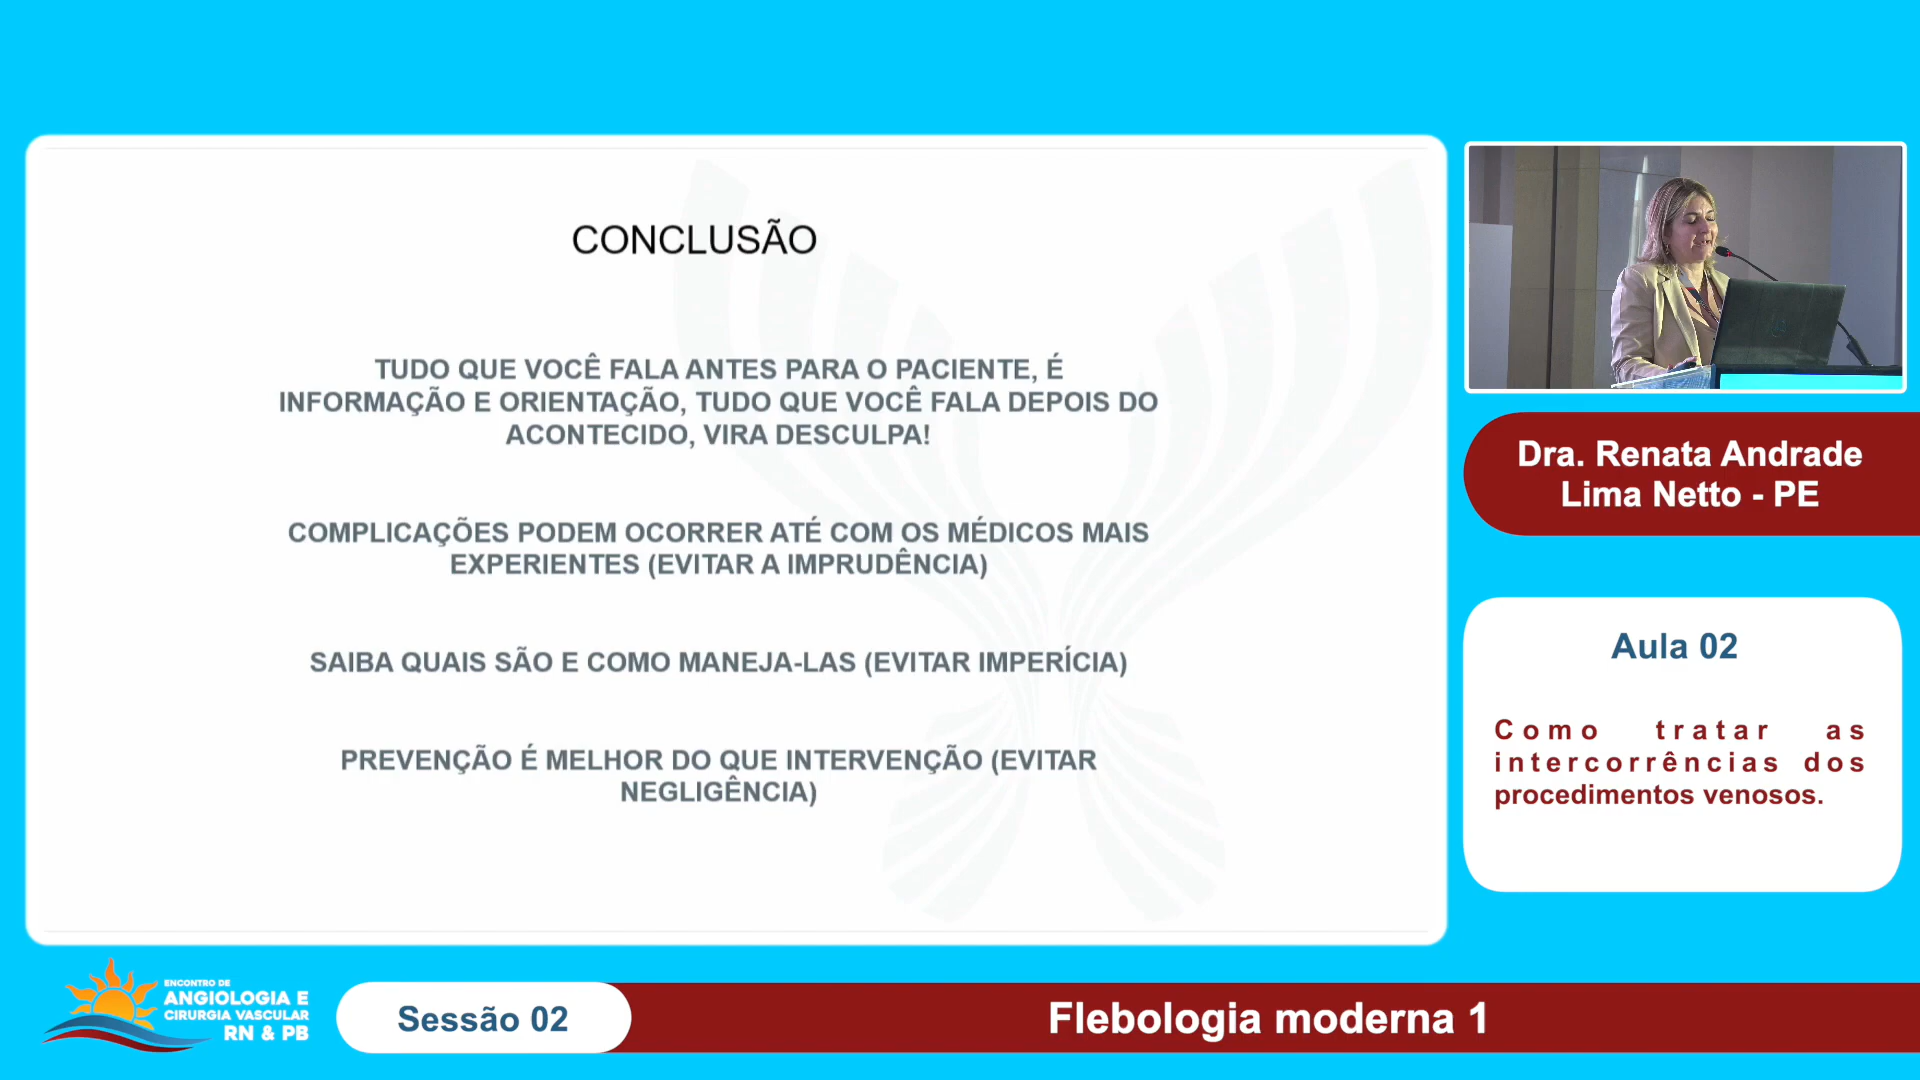 CONCLUSÃO
TUDO QUE VOCÊ FALA ANTES PARA O PACIENTE, É
INFORMAÇÃO E ORIENTAÇÃO, TUDO QUE VOCÊ FALA DEPOIS DO
ACONTECIDO, VIRA DESCULPA!
COMPLICAÇÕES PODEM OCORRER ATÉ COM OS MÉDICOS MAIS
EXPERIENTES (EVITAR A IMPRUDÊNCIA)
SAIBA QUAIS SÃO E COMO MANEJA-LAS (EVITAR IMPERÍCIA)
PREVENÇÃO É MELHOR DO QUE INTERVENÇÃO (EVITAR
NEGLIGÊNCIA)
Dra. Renata Andrade
Lima Netto - PE
Aula 02
Como tratar as
intercorrências dos
procedimentos venosos.
ENCONTRO DE
ANGIOLOGIA E
CIRURGIA VASCULAR
RN & PB
Sessão 02
Flebologia moderna 1